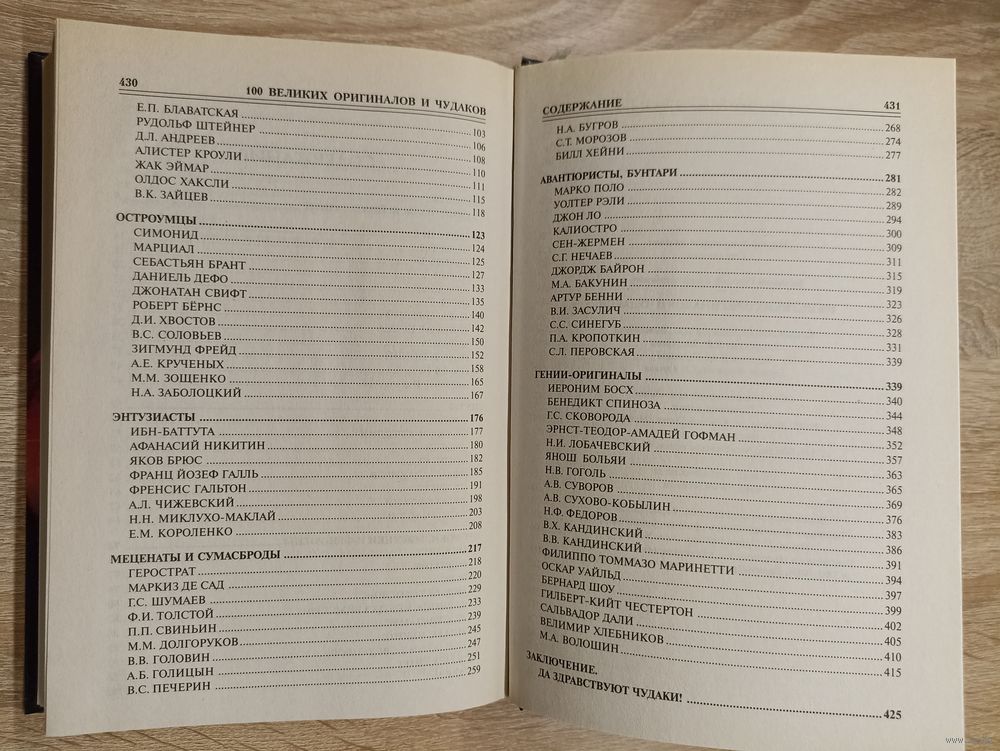 430
100 ВЕЛИКИХ ОРИГИНАЛОВ И ЧУДАКОВ
Е.П. БЛАВАТСКАЯ 103
РУДОЛЬФ ШТЕЙНЕР 106
Д.Л. АНДРЕЕВ 108
АЛИСТЕР КРОУЛИ 110
ЖАК ЭЙМАР 111
ОЛДОС ХАКСЛИ 115
В.К. ЗАЙЦЕВ 118
ОСТРОУМЦЫ 123
СИМОНИД 124
МАРЦИАЛ 125
СЕБАСТЬЯН БРАНТ 127
ДАНИЕЛЬ ДЕФО 133
ДЖОНАТАН СВИФТ 135
РОБЕРТ БЁРНС 140
Д.И. ХВОСТОВ 142
В.С. СОЛОВЬЕВ 150
ЗИГМУНД ФРЕЙД 152
А.Е. КРУЧЕНЫХ 158
М.М. ЗОЩЕНКО 165
Н.А. ЗАБОЛОЦКИЙ 167
ЭНТУЗИАСТЫ 176
ИБН-БАТТУТА 177
АФАНАСИЙ НИКИТИН 180
ЯКОВ БРЮС 182
ФРАНЦ ЙОЗЕФ ГАЛЛЬ 185
ФРЕНСИС ГАЛЬТОН 191
А.Л. ЧИЖЕВСКИЙ 198
Н.Н. МИКЛУХО-МАКЛАЙ 203
Е.М. КОРОЛЕНКО 208
МЕЦЕНАТЫ И СУМАСБРОДЫ 217
ГЕРОСТРАТ 218
МАРКИЗ ДЕ САД 220
Г.С. ШУМАЕВ 229
Ф.И. ТОЛСТОЙ 233
П.П. СВИНЬИН 239
М.М. ДОЛГОРУКОВ 245
В.В. ГОЛОВИН 247
А.Б. ГОЛИЦЫН 251
В.С. ПЕЧЕРИН 259
СОДЕРЖАНИЕ 431
Н.А. БУГРОВ 268
С.Т. МОРОЗОВ 274
БИЛЛ ХЕЙНИ 277
АВАНТЮРИСТЫ, БУНТАРИ 281
МАРКО ПОЛО 282
УОЛТЕР РЭЛИ 289
ДЖОН ЛО 294
КАЛИОСТРО 300
СЕН-ЖЕРМЕН 309
С.Г. НЕЧАЕВ 311
ДЖОРДЖ БАЙРОН 315
М.А. БАКУНИН 319
АРТУР БЕННИ 323
В.И. ЗАСУЛИЧ 326
С.С. СИНЕГУБ 328
П.А. КРОПОТКИН 331
С.Л. ПЕРОВСКАЯ 339
ГЕНИИ-ОРИГИНАЛЫ 339
ИЕРОНИМ БОСХ 340
БЕНЕДИКТ СПИНОЗА 344
Г.С. СКОВОРОДА 348
ЭРНСТ-ТЕОДОР-АМАДЕЙ ГОФМАН 352
Н.И. ЛОБАЧЕВСКИЙ 357
ЯНОШ БОЛЬЯИ 363
Н.В. ГОГОЛЬ 365
А.В. СУВОРОВ 369
А.В. СУХОВО-КОБЫЛИН 376
Н.Ф. ФЕДОРОВ 383
В.Х. КАНДИНСКИЙ 386
В.В. КАНДИНСКИЙ 391
ФИЛИППО ТОММАЗО МАРИНЕТТИ 394
ОСКАР УАЙЛЬД 397
БЕРНАРД ШОУ 399
ГИЛБЕРТ-КИЙТ ЧЕСТЕРТОН 402
САЛЬВАДОР ДАЛИ 405
ВЕЛИМИР ХЛЕБНИКОВ 410
М.А. ВОЛОШИН 415
ЗАКЛЮЧЕНИЕ.
ДА ЗДРАВСТВУЮТ ЧУДАКИ! 425